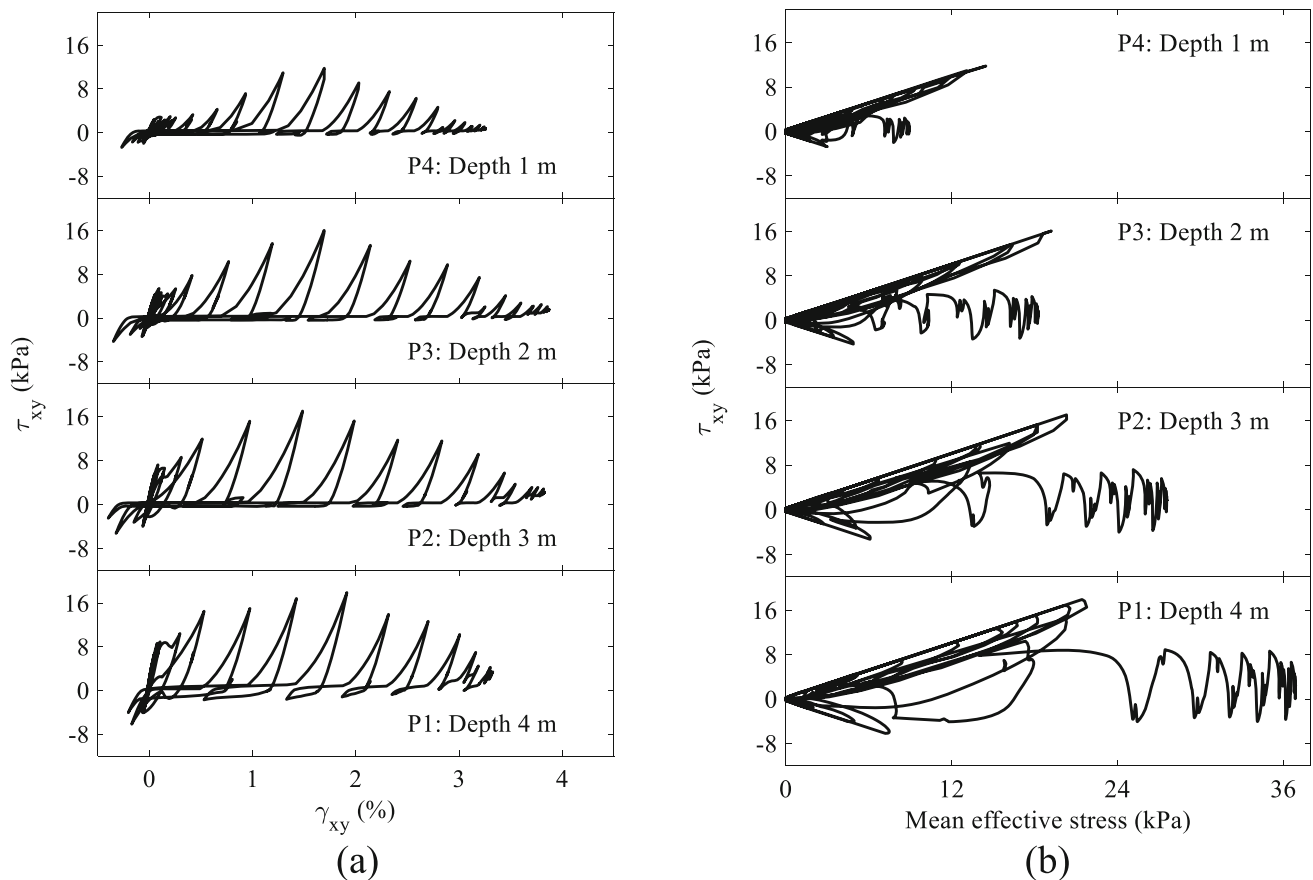 16
8
0
-8
P4: Depth 1 m
16
8
0
-8
P3: Depth 2 m
16
8
0
-8
P2: Depth 3 m
16
8
0
-8
P1: Depth 4 m
τxy (kPa)
0 1 2 3 4
γxy (%)
(a)
16
8
0
-8
P4: Depth 1 m
16
8
0
-8
P3: Depth 2 m
16
8
0
-8
P2: Depth 3 m
16
8
0
-8
P1: Depth 4 m
τxy (kPa)
0 12 24 36
Mean effective stress (kPa)
(b)